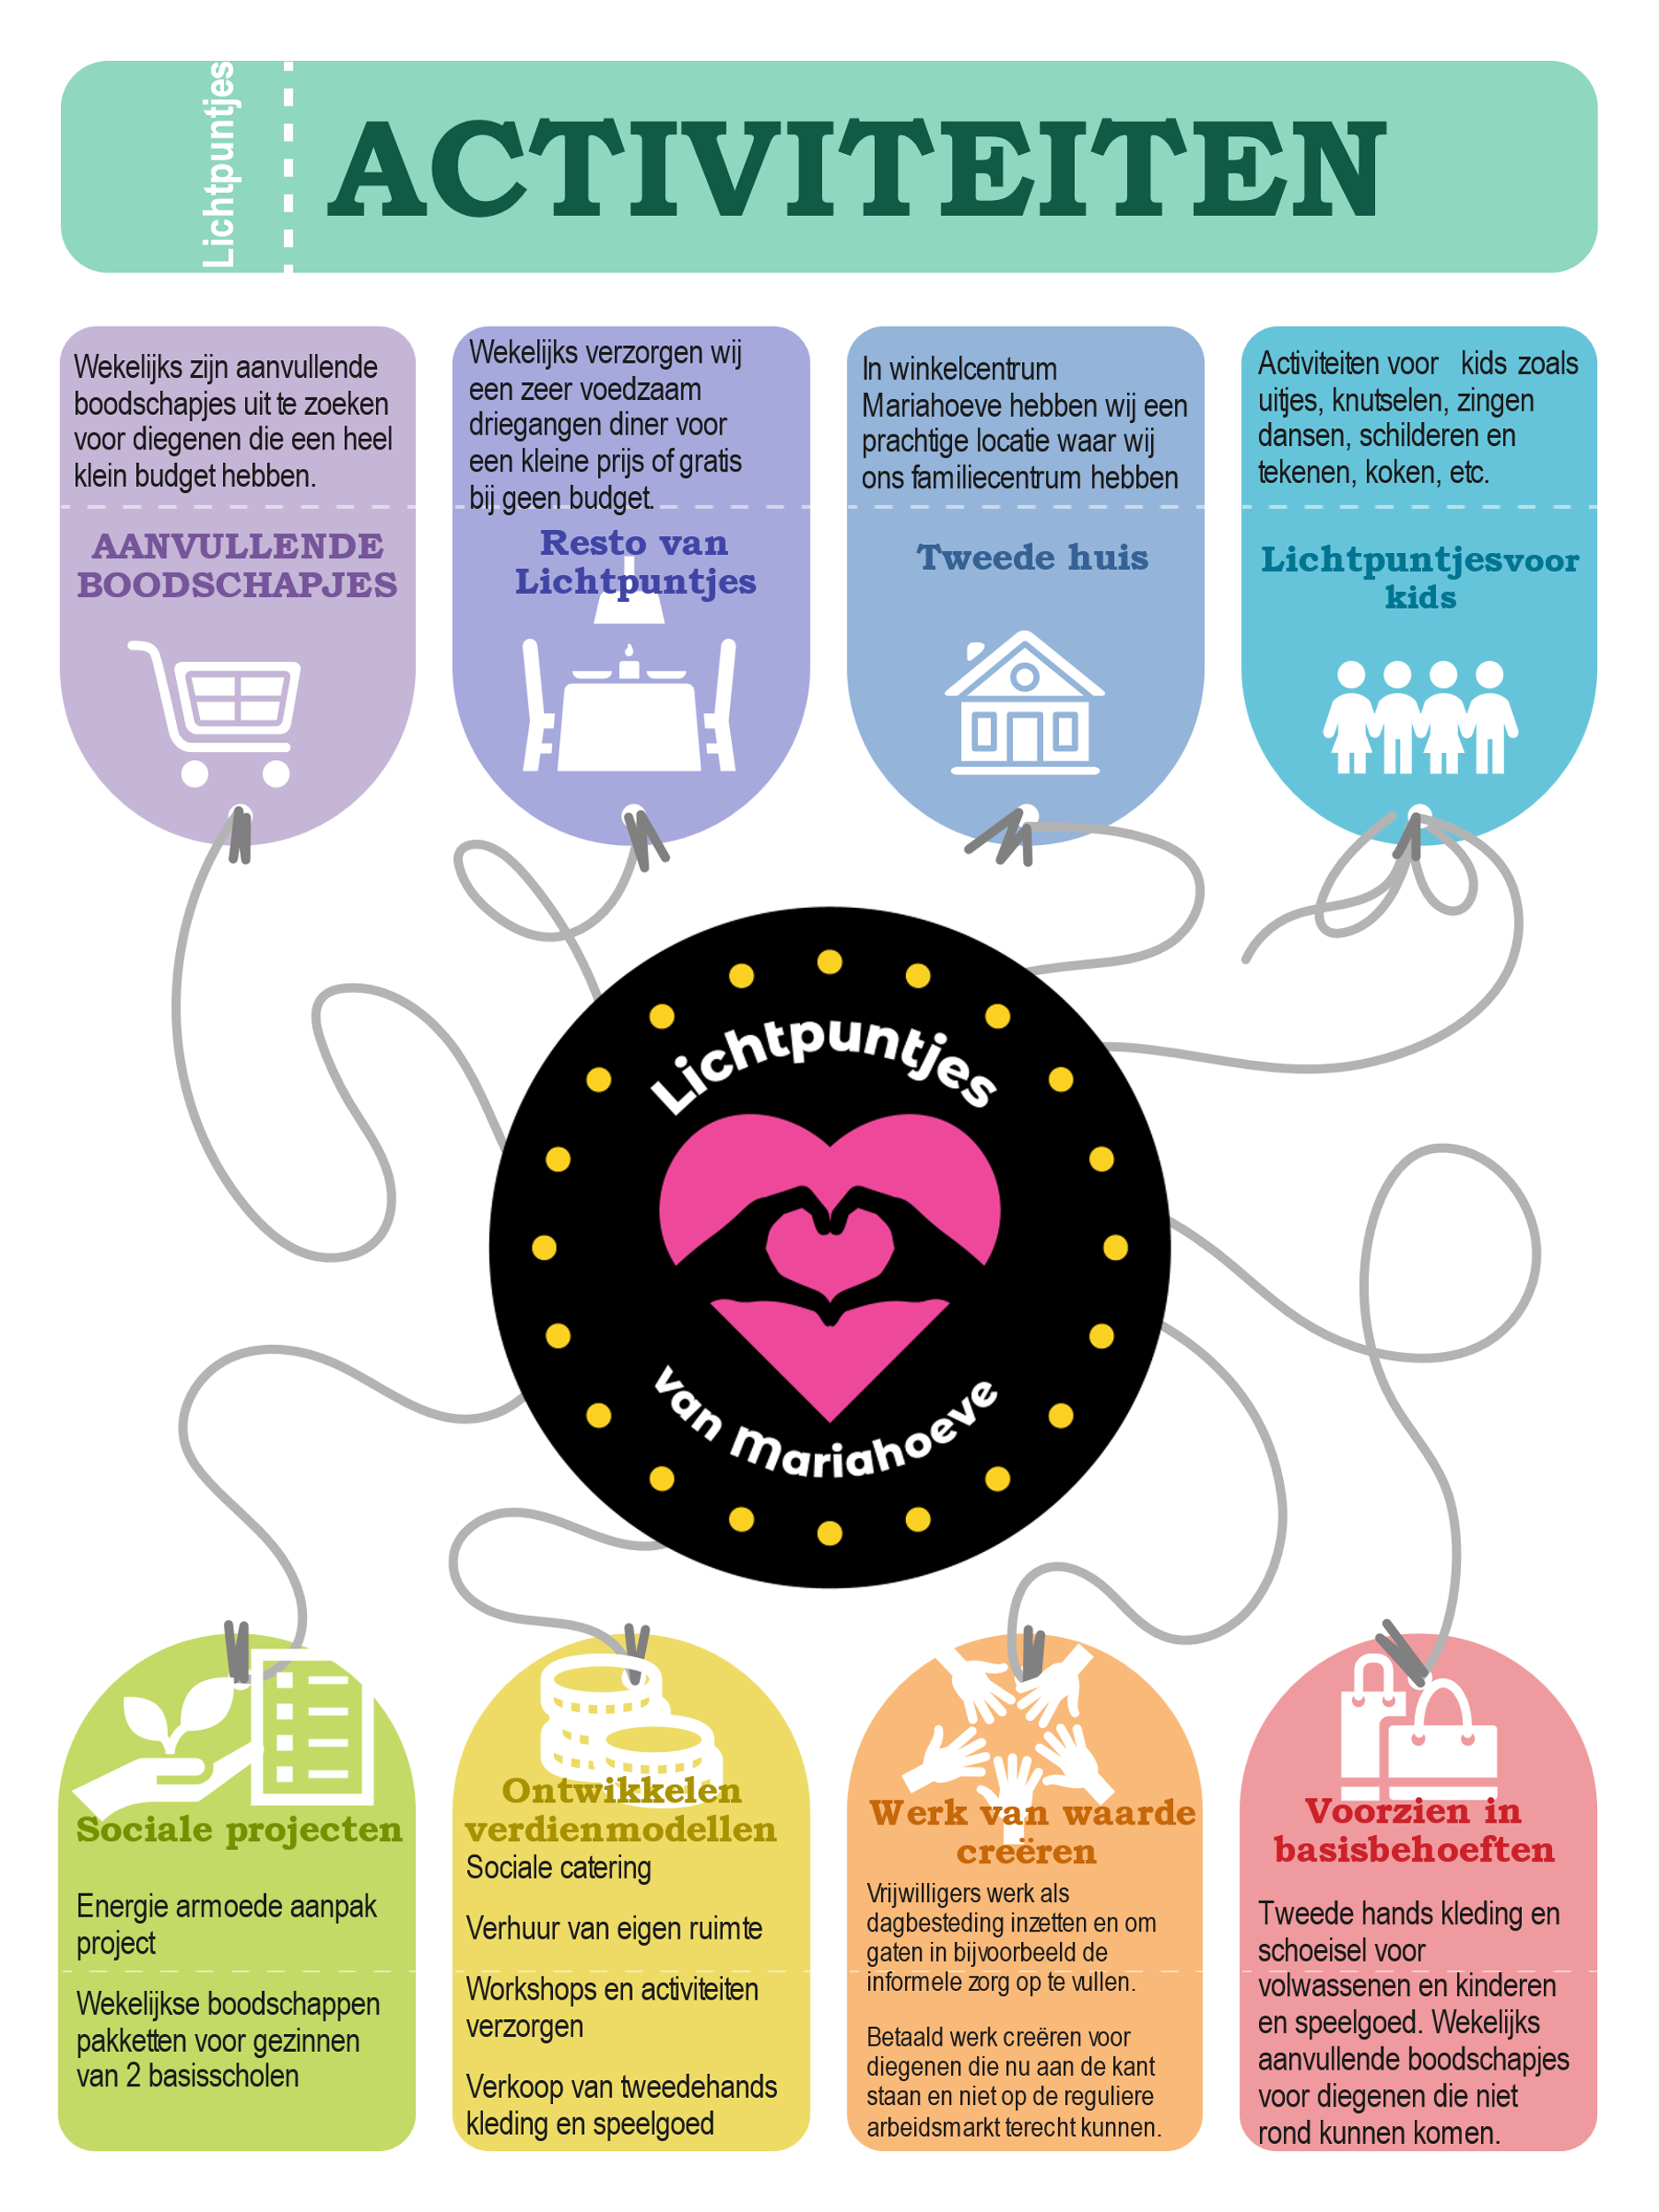 Lichtpuntjes
ACTIVITEITEN
Wekelijks zijn aanvullende
boodschapjes uit te zoeken
voor diegenen die een heel
klein budget hebben.
AANVULLENDE
BOODSCHAPJES
Wekelijks verzorgen wij
een zeer voedzaam
driegangen diner voor
een kleine prijs of gratis
bij geen budget.
Resto van
Lichtpuntjes
In winkelcentrum
Mariahoeve hebben wij een
prachtige locatie waar wij
ons familiecentrum hebben
Tweede huis
Activiteiten voor kids zoals
uitjes, knutselen, zingen
dansen, schilderen en
tekenen, koken, etc.
Lichtpuntjesvoor
kids
Lichtpuntjes
van Mariahoeve
Sociale projecten
Energie armoede aanpak
project
Wekelijkse boodschappen
pakketten voor gezinnen
van 2 basisscholen
Ontwikkelen
verdienmodellen
Sociale catering
Verhuur van eigen ruimte
Workshops en activiteiten
verzorgen
Verkoop van tweedehands
kleding en speelgoed
Werk van waarde
creëren
Vrijwilligers werk als
dagbesteding inzetten en om
gaten in bijvoorbeeld de
informele zorg op te vullen.
Betaald werk creëren voor
diegenen die nu aan de kant
staan en niet op de reguliere
arbeidsmarkt terecht kunnen.
Voorzien in
basisbehoeften
Tweede hands kleding en
schoeisel voor
volwassenen en kinderen
en speelgoed. Wekelijks
aanvullende boodschapjes
voor diegenen die niet
rond kunnen komen.